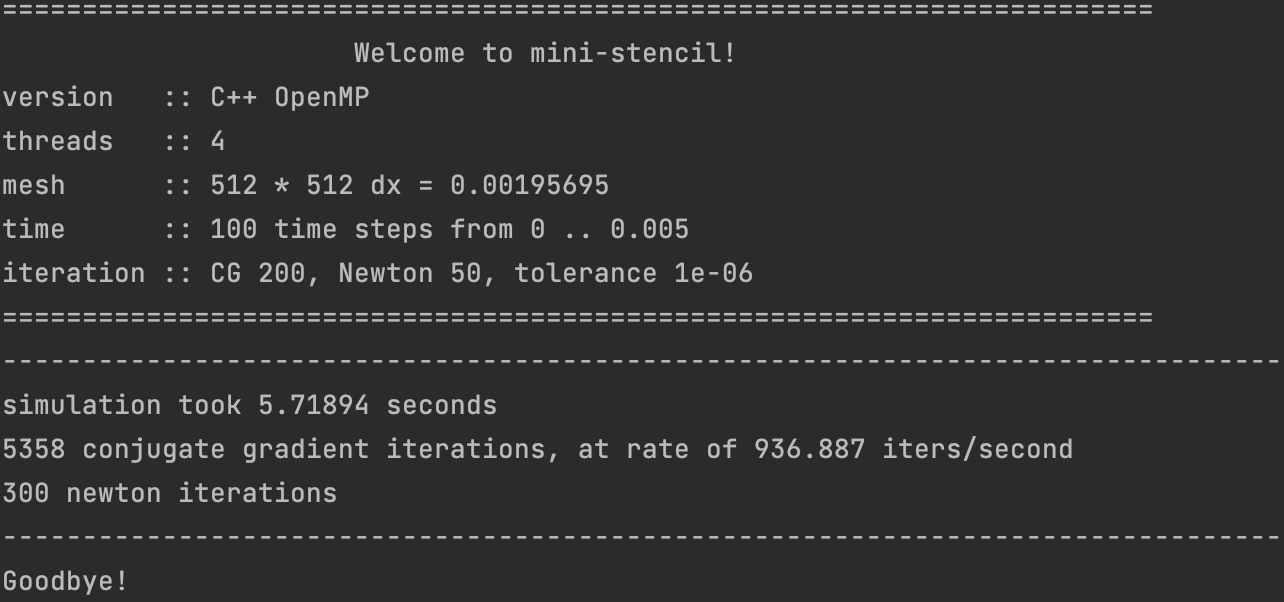 ========================================================================
                      Welcome to mini-stencil!
version   :: C++ OpenMP
threads   :: 4
mesh      :: 512 * 512 dx = 0.00195695
time      :: 100 time steps from 0 .. 0.005
iteration :: CG 200, Newton 50, tolerance 1e-06
========================================================================
--------------------------------------------------------------------------------
simulation took 5.71894 seconds
5358 conjugate gradient iterations, at rate of 936.887 iters/second
300 newton iterations
--------------------------------------------------------------------------------
Goodbye!